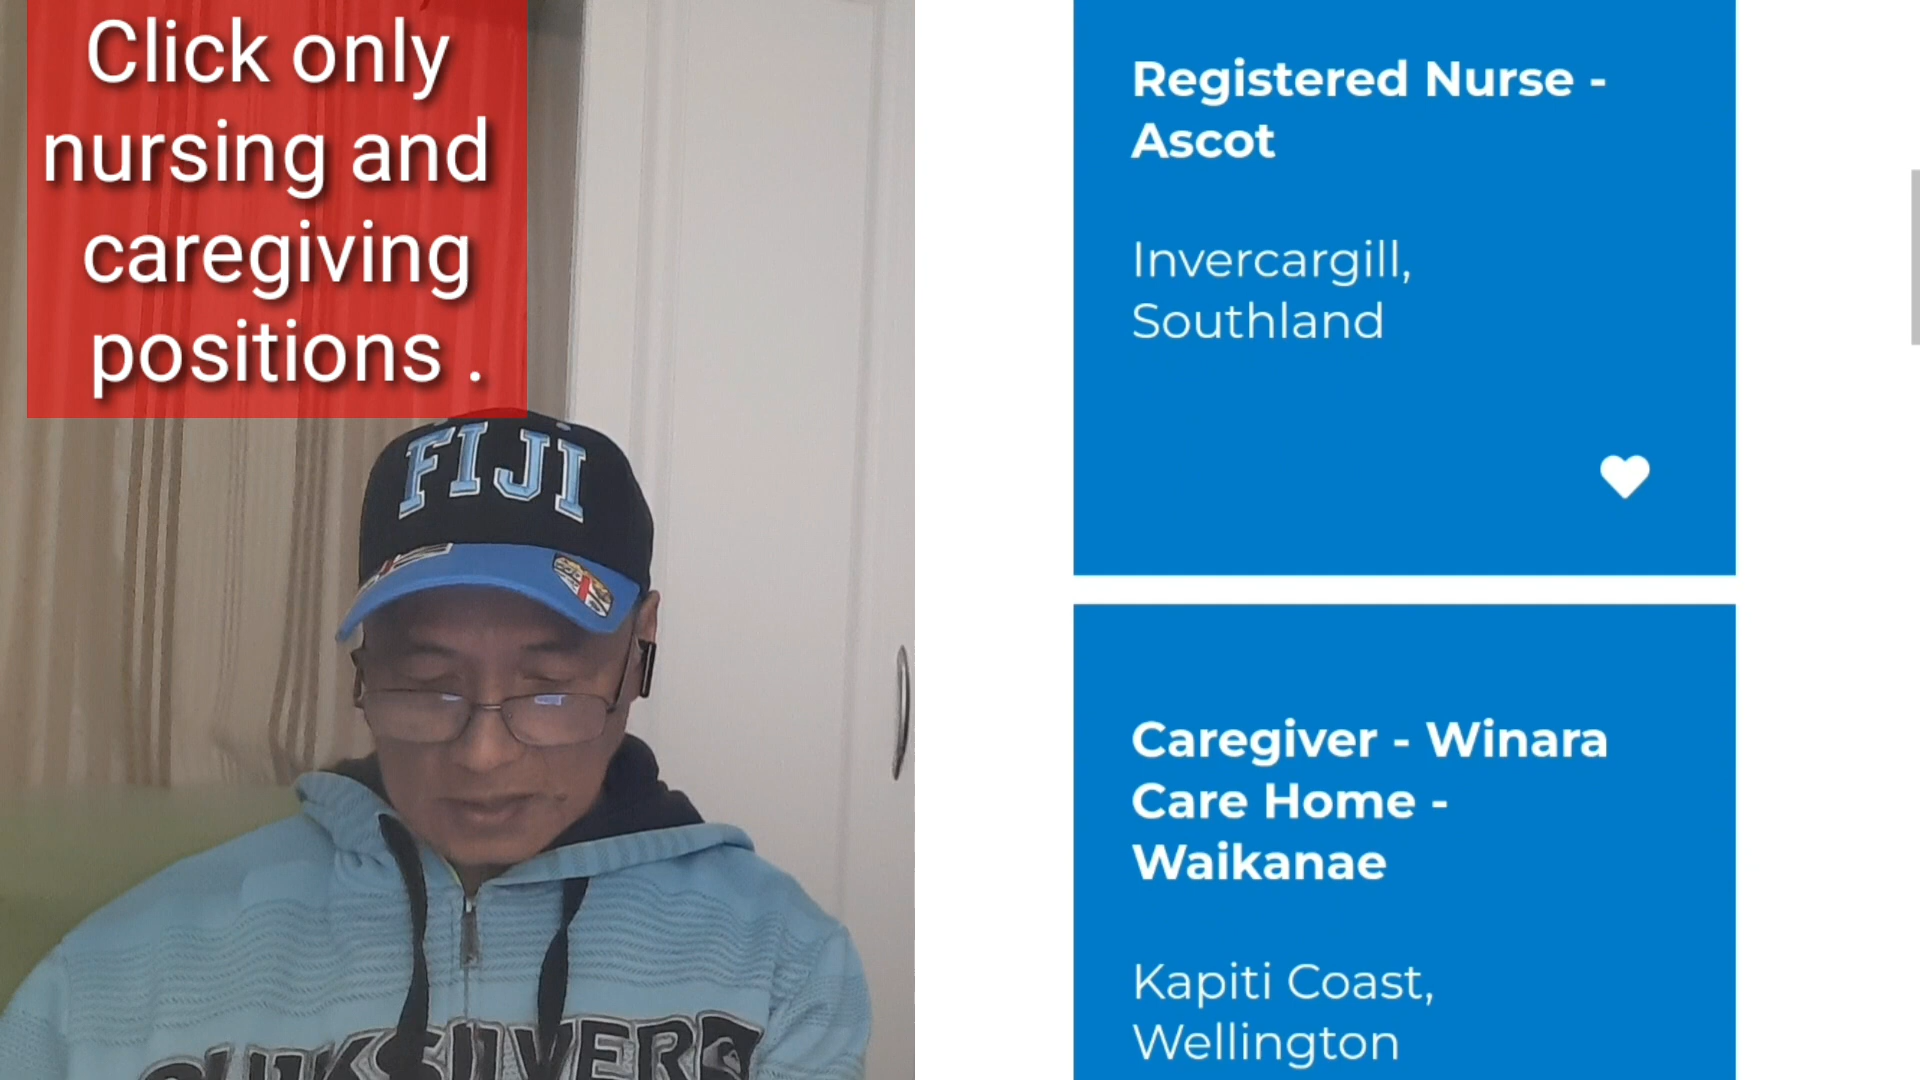 Click only
nursing and
caregiving
positions .
FIJI
QUIKSILVER
Registered Nurse -
Ascot
Invercargill,
Southland
Caregiver - Winara
Care Home -
Waikanae
Kapiti Coast,
Wellington